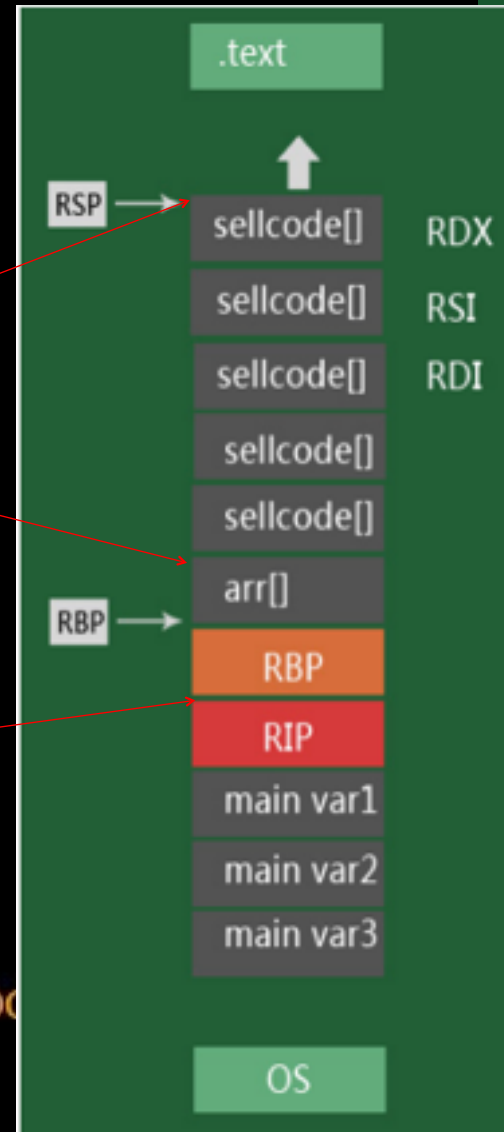 .text
RSP
sellcode[]
RDX
sellcode[]
RSI
sellcode[]
RDI
sellcode[]
sellcode[]
arr[]
RBP
RBP
RIP
main var1
main var2
main var3
OS